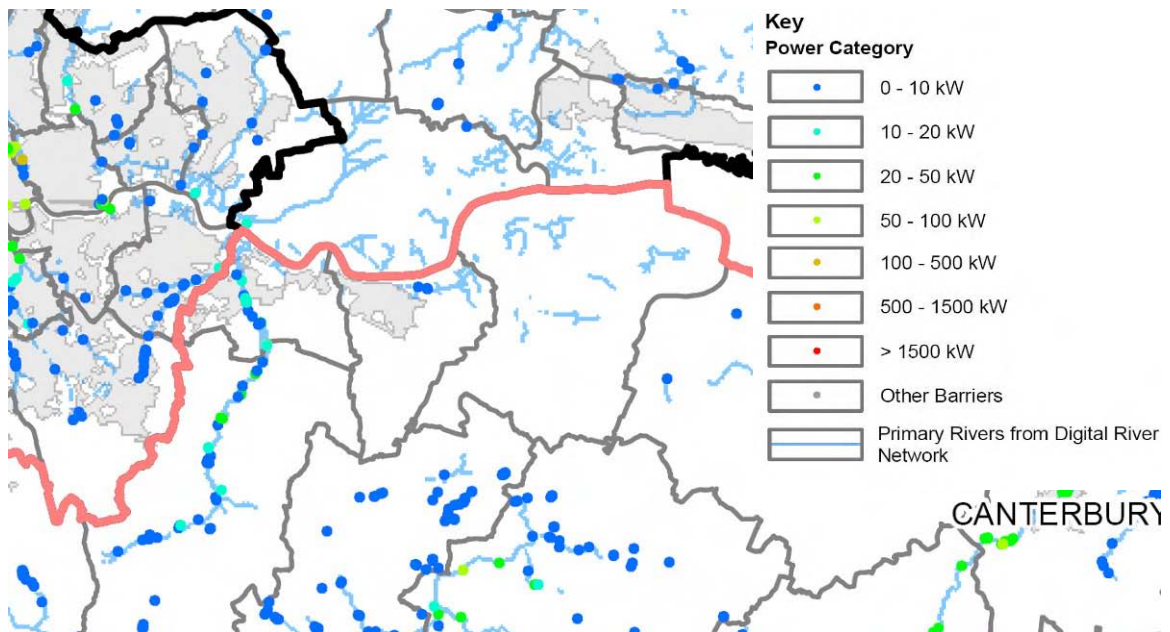 Key
Power Category
0 - 10 kW
10 - 20 kW
20 - 50 kW
50 - 100 kW
100 - 500 kW
500 - 1500 kW
> 1500 kW
Other Barriers
Primary Rivers from Digital River
Network
CANTERBURY